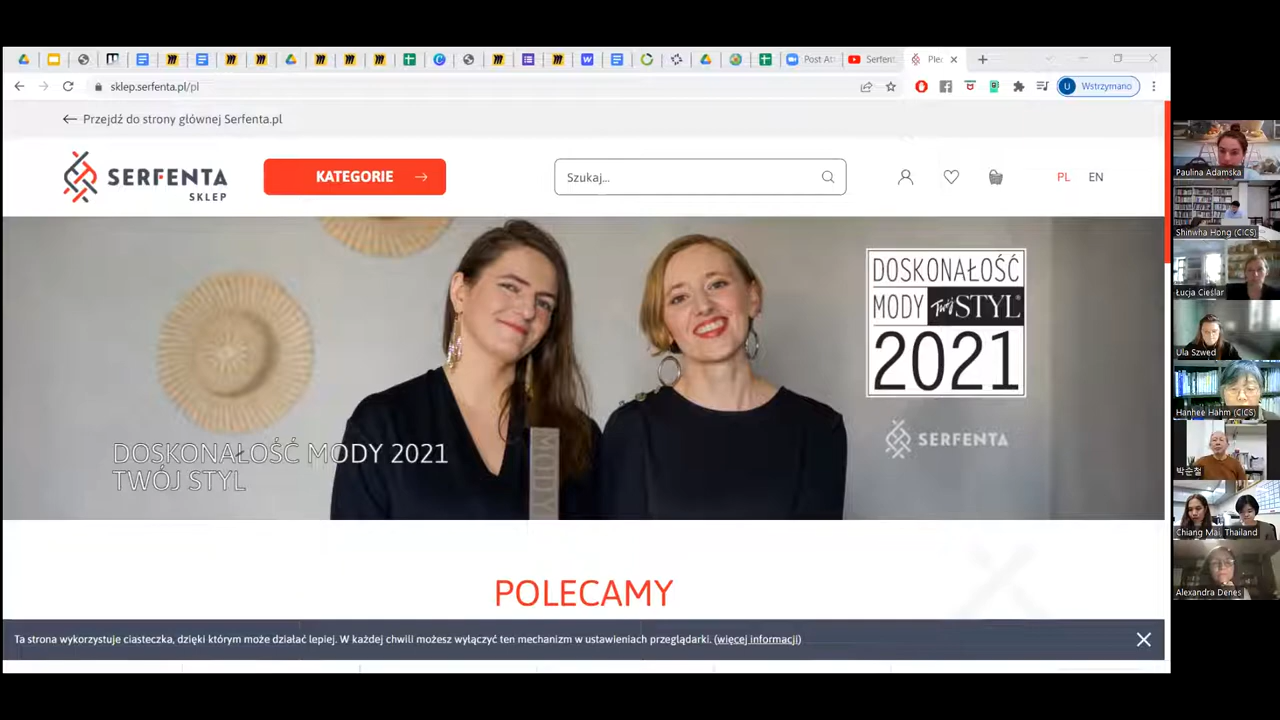 Post At
Serfent
Plec
sklep.serfenta.pl/pl
U Wstrzymano
Przejdź do strony głównej Serfenta.pl
SERFENTA
SKLEP
KATEGORIE
Szukaj...
PL EN
DOSKONAŁOŚĆ
MODY Twój STYL
2021
SERFENTA
DOSKONAŁOŚĆ MODY 2021
TWÓJ STYL
MODY
POLECAMY
Ta strona wykorzystuje ciasteczka, dzięki którym może działać lepiej. W każdej chwili możesz wyłączyć ten mechanizm w ustawieniach przeglądarki. (więcej informacji)
Paulina Adamska
Shinwha Hong (CICS)
Łucja Cieślar
Ula Szwed
Hanhee Hahm (CICS)
박순철
Chiang Mai, Thailand
Alexandra Denes